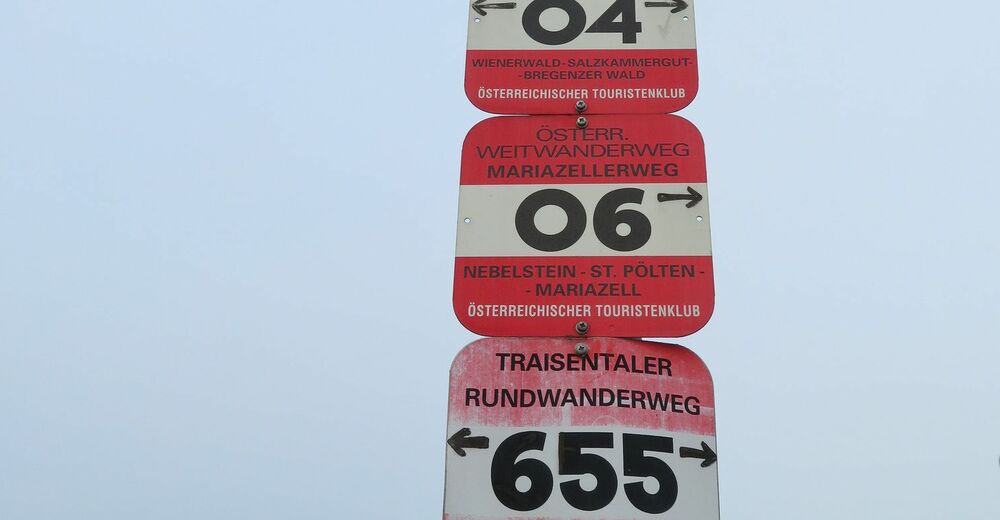 04
WIENERWALD-SALZKAMMERGUT-
-BREGENZER WALD
ÖSTERREICHISCHER TOURISTENKLUB
ÖSTERR.
WEITWANDERWEG
MARIAZELLERWEG
06
NEBELSTEIN - ST. PÖLTEN -
- MARIAZELL
ÖSTERREICHISCHER TOURISTENKLUB
TRAISENTALER
RUNDWANDERWEG
655